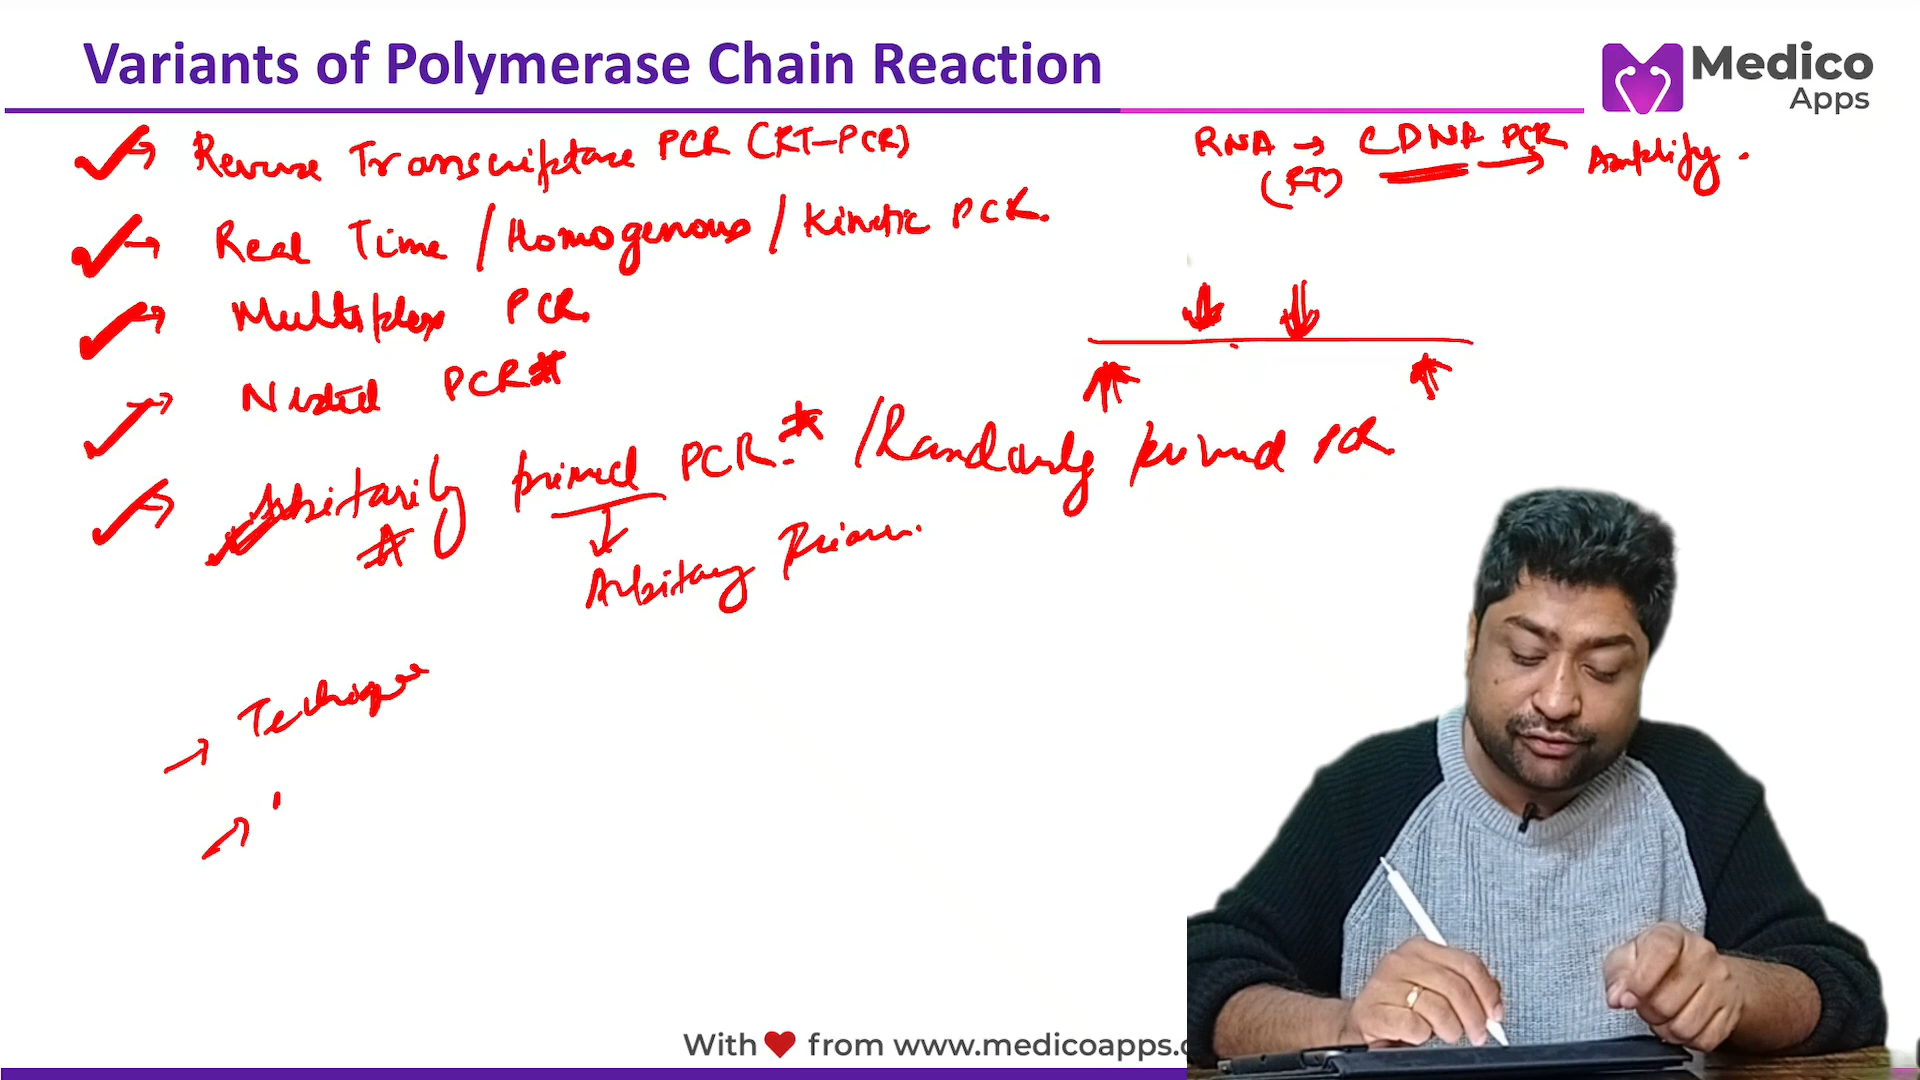 Variants of Polymerase Chain Reaction
Medico
Apps
Reverse Transcriptase PCR (RT-PCR)
RNA → CDNA PCR → Amplify.
(RT)
Real Time / Homogenous / Kinetic PCR.
Multiplex PCR.
Nested PCR*
Arbitarily primed PCR.* / Randomly primed PCR
Arbitary Primer.
→ Techniques
With ❤ from www.medicoapps.